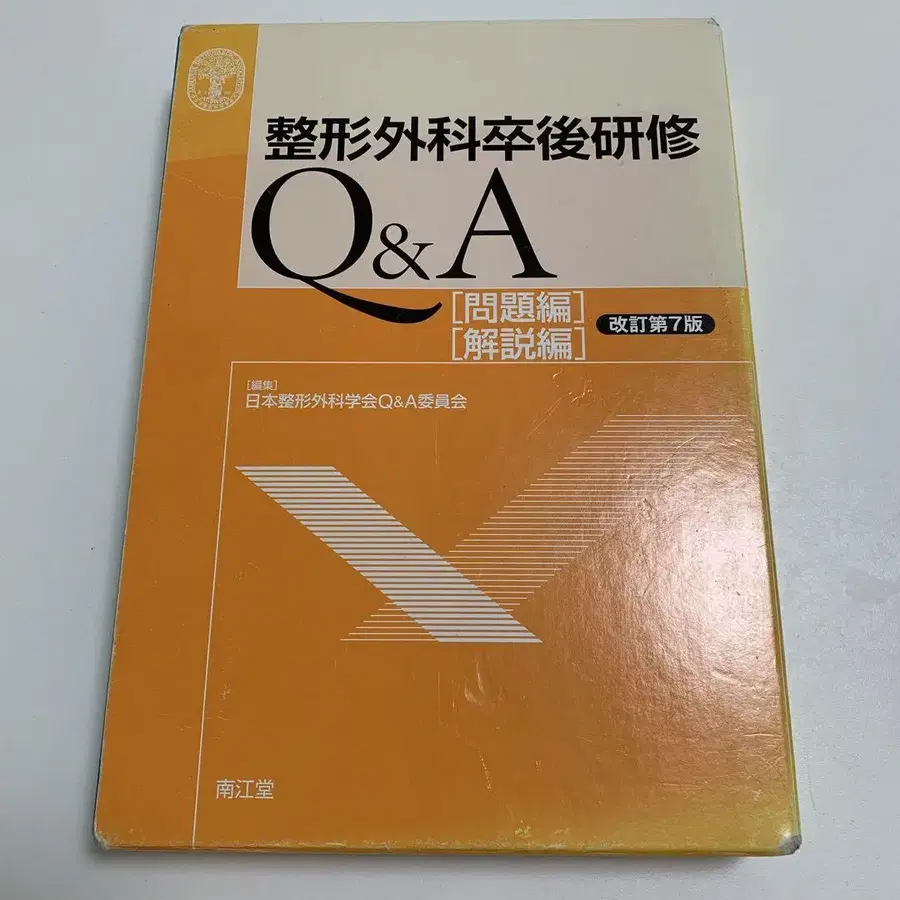 整形外科卒後研修
Q&A
[問題編]
[解説編]
改訂第7版
[編集]
日本整形外科学会Q&A委員会
南江堂